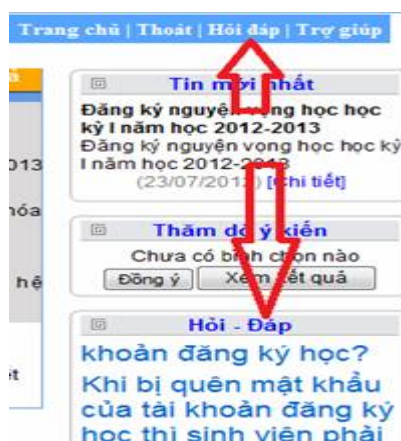 Trang chủ | Thoát | Hỏi đáp | Trợ giúp
Tin mới nhất
Đăng ký nguyện vọng học học
kỳ I năm học 2012-2013
Đăng ký nguyện vọng học học kỳ
I năm học 2012-2013
(23/07/2012) [Chi tiết]
013
hóa
Thăm dò ý kiến
Chưa có bình chọn nào
hệ
Đồng ý Xem kết quả
Hỏi - Đáp
khoản đăng ký học?
Khi bị quên mật khẩu
của tài khoản đăng ký
học thì sinh viên phải